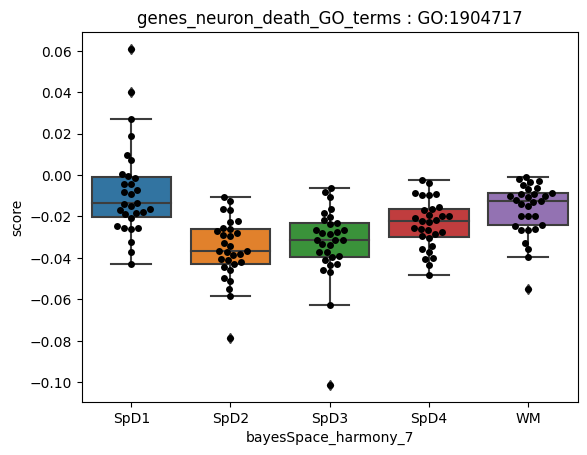 genes_neuron_death_GO_terms : GO:1904717
0.06
0.04
0.02
0.00
−0.02
−0.04
−0.06
−0.08
−0.10
score
SpD1 SpD2 SpD3 SpD4 WM
bayesSpace_harmony_7